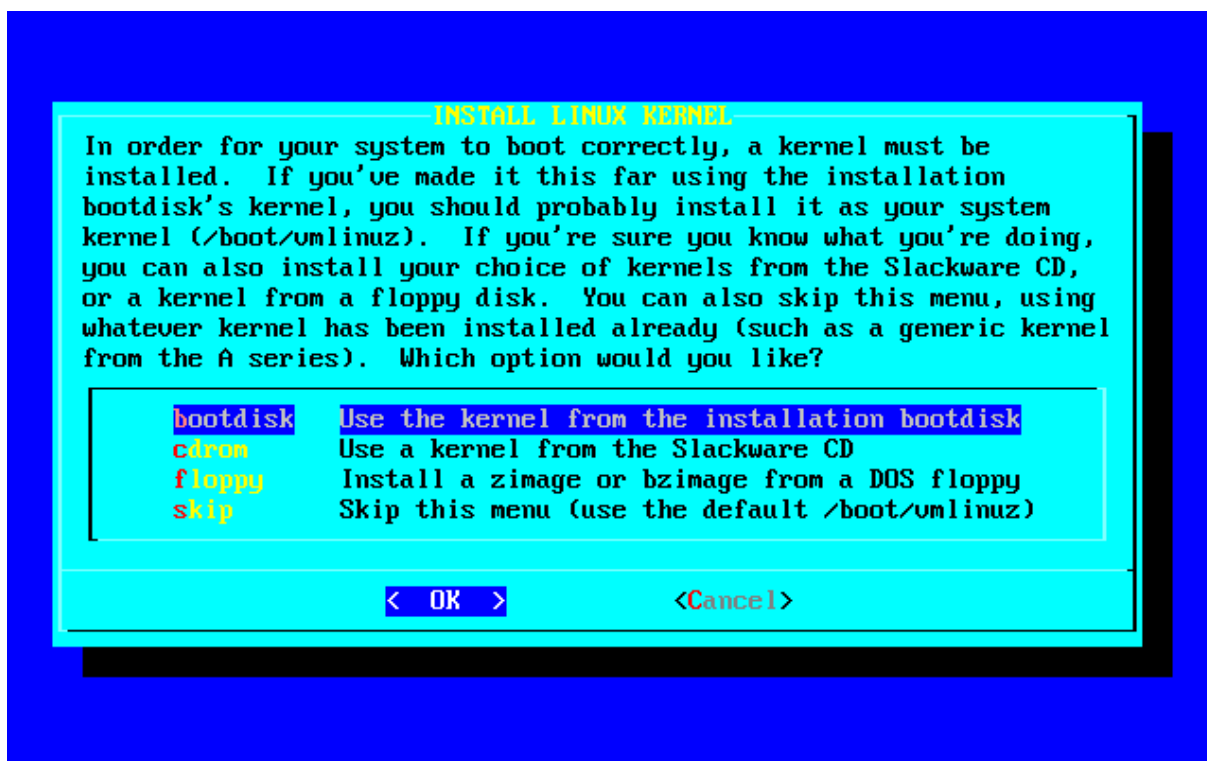 INSTALL LINUX KERNEL
In order for your system to boot correctly, a kernel must be
installed.  If you've made it this far using the installation
bootdisk's kernel, you should probably install it as your system
kernel (/boot/vmlinuz).  If you're sure you know what you're doing,
you can also install your choice of kernels from the Slackware CD,
or a kernel from a floppy disk.  You can also skip this menu, using
whatever kernel has been installed already (such as a generic kernel
from the A series).  Which option would you like?
bootdisk   Use the kernel from the installation bootdisk
cdrom      Use a kernel from the Slackware CD
floppy     Install a zimage or bzimage from a DOS floppy
skip       Skip this menu (use the default /boot/vmlinuz)
<  OK  >           <Cancel>